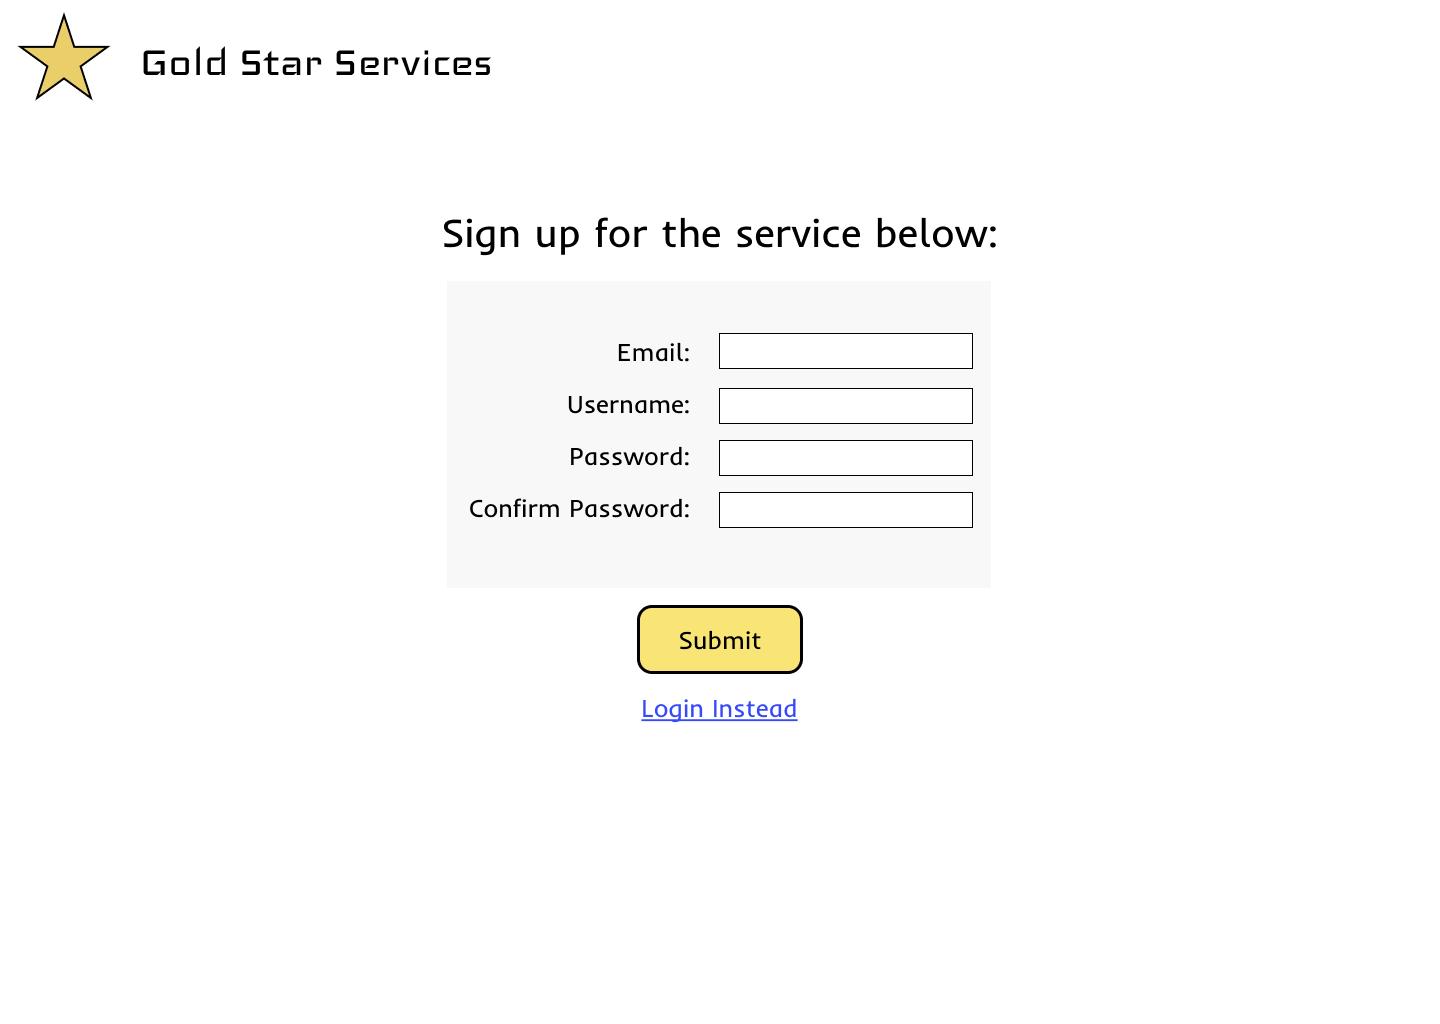 Gold Star Services
Sign up for the service below:
Email:
Username:
Password:
Confirm Password:
Submit
Login Instead